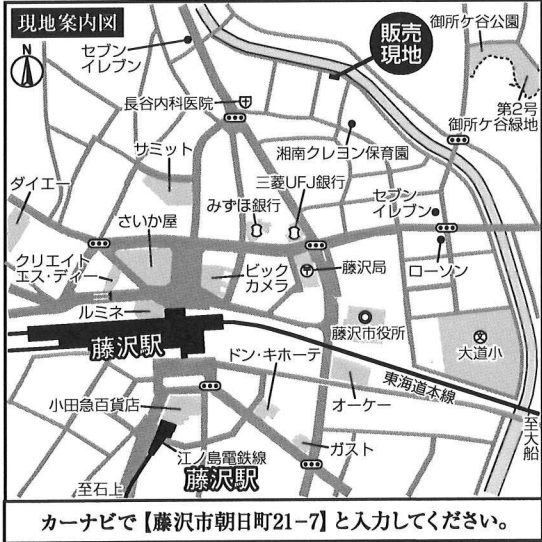 現地案内図
N
セブン
イレブン
販売
現地
御所ケ谷公園
第2号
御所ケ谷緑地
長谷内科医院
湘南クレヨン保育園
サミット
三菱UFJ銀行
みずほ銀行
ダイエー
さいか屋
セブン
イレブン
クリエイト
エス・ディー
ビック
カメラ
藤沢局
ローソン
ルミネ
藤沢駅
藤沢市役所
大道小
ドン・キホーテ
東海道本線
オーケー
小田急百貨店
至大船
ガスト
江ノ島電鉄線
藤沢駅
至石上
カーナビで【藤沢市朝日町21-7】と入力してください。